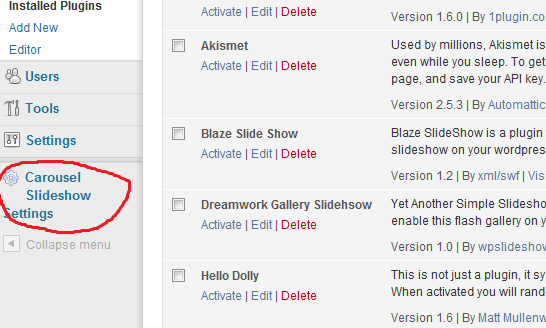 Installed Plugins
Add New
Editor
Users
Tools
Settings
Carousel
Slideshow
Settings
Collapse menu
Activate | Edit | Delete
Version 1.6.0 | By 1plugin.co
Akismet
Activate | Edit | Delete
Used by millions, Akismet is
even while you sleep. To get
page, and save your API key.
Version 2.5.3 | By Automattic
Blaze Slide Show
Activate | Edit | Delete
Blaze SlideShow is a plugin
slideshow on your wordpres
Version 1.2 | By xml/swf | Vis
Dreamwork Gallery Slidehsow
Activate | Edit | Delete
Yet Another Simple Slidesho
enable this flash gallery on y
Version 1.0 | By wpslideshow
Hello Dolly
Activate | Edit | Delete
This is not just a plugin, it sy
When activated you will rand
Version 1.6 | By Matt Mullenw